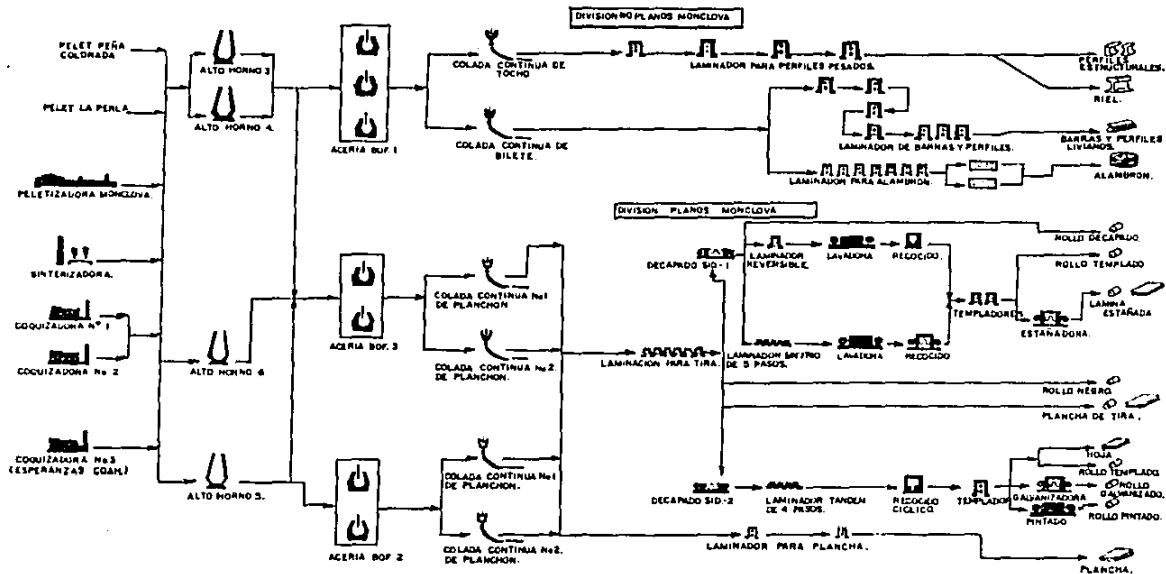 DIVISION NO PLANOS MONCLOVA
PELET PEÑA
COLORADA
ALTO HORNO 3
PELET LA PERLA
ALTO HORNO 4.
PELETIZADORA MONCLOVA.
SINTERIZADORA.
COQUIZADORA Nº 1
COQUIZADORA No. 2
ALTO HORNO 6
COQUIZADORA No.3
(ESPERANZAS COAH.)
ALTO HORNO 5.
ACERIA BOF. 1
ACERIA BOF. 3
ACERIA BOF. 2
COLADA CONTINUA DE
TOCHO
COLADA CONTINUA DE
BILETE.
LAMINADOR PARA PERFILES PESADOS.
PERFILES
ESTRUCTURALES.
RIEL.
LAMINADOR DE BARRAS Y PERFILES.
BARRAS Y PERFILES
LIVIANOS.
LAMINADOR PARA ALAMBRON.
ALAMBRON.
DIVISION PLANOS MONCLOVA
COLADA CONTINUA No1
DE PLANCHON
COLADA CONTINUA No2.
DE PLANCHON.
LAMINACION PARA TIRA.
DECAPADO SID.-1
LAMINADOR
REVERSIBLE.
LAVADORA
RECOCIDO.
ROLLO DECAPADO.
ROLLO TEMPLADO
TEMPLADORES
LAMINA
ESTAÑADA
ESTAÑADORA.
LAMINADOR EN FRIO
DE 5 PASOS.
LAVADORA
RECOCIDO
ROLLO NEGRO.
PLANCHA DE TIRA.
COLADA CONTINUA No1
DE PLANCHON.
COLADA CONTINUA No2.
DE PLANCHON.
DECAPADO SID.-2
LAMINADOR TANDEM
DE 4 PASOS.
RECOCIDO
CICLICO.
TEMPLADOR
HOJA
ROLLO TEMPLADO.
GALVANIZADORA
ROLLO
GALVANIZADO.
PINTADO
ROLLO PINTADO.
LAMINADOR PARA PLANCHA.
PLANCHA.